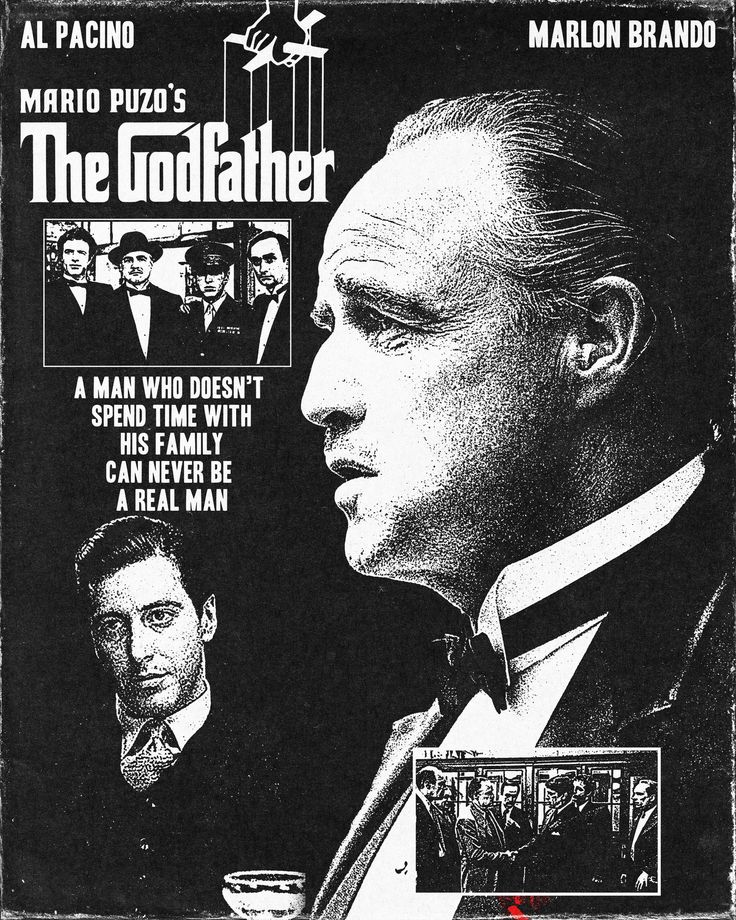 AL PACINO
MARLON BRANDO
MARIO PUZO'S
The Godfather
A MAN WHO DOESN'T
SPEND TIME WITH
HIS FAMILY
CAN NEVER BE
A REAL MAN